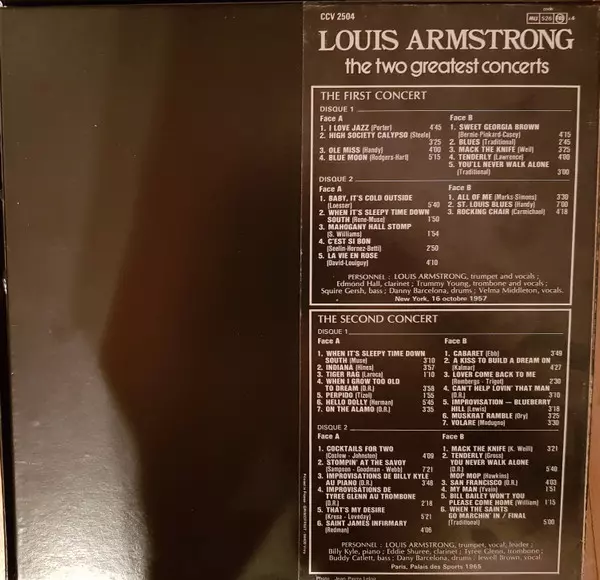 CCV 2504
LOUIS ARMSTRONG
the two greatest concerts
THE FIRST CONCERT
DISQUE 1
Face A
1. I LOVE JAZZ (Porter) 4'45
2. HIGH SOCIETY CALYPSO (Steele) 3'25
3. OLE MISS (Handy) 4'00
4. BLUE MOON (Rodgers-Hart) 5'15
Face B
1. SWEET GEORGIA BROWN
(Bernie-Pinkard-Casey) 4'15
2. BLUES (Traditional) 2'45
3. MACK THE KNIFE (Weil) 3'25
4. TENDERLY (Lawrence) 4'00
5. YOU'LL NEVER WALK ALONE
(Traditional) 3'00
DISQUE 2
Face A
1. BABY, IT'S COLD OUTSIDE
(Loesser) 5'40
2. WHEN IT'S SLEEPY TIME DOWN
SOUTH (Rene-Muse) 1'50
3. MAHOGANY HALL STOMP
(S. Williams) 1'54
4. C'EST SI BON
(Seelin-Hornez-Betti) 2'50
5. LA VIE EN ROSE
(David-Louiguy) 4'10
Face B
1. ALL OF ME (Marks-Simons) 3'30
2. ST. LOUIS BLUES (Handy) 7'00
3. ROCKING CHAIR (Carmichael) 4'18
PERSONNEL : LOUIS ARMSTRONG, trumpet and vocals ;
Edmond Hall, clarinet ; Trummy Young, trombone and vocals ;
Squire Gersh, bass ; Danny Barcelona, drums ; Velma Middleton, vocals.
New York, 16 octobre 1957
THE SECOND CONCERT
DISQUE 1
Face A
1. WHEN IT'S SLEEPY TIME DOWN
SOUTH (Muse) 3'10
2. INDIANA (Hines) 3'57
3. TIGER RAG (Laroca) 1'10
4. WHEN I GROW TOO OLD
TO DREAM (D.R.) 3'58
5. PERPIDO (Tizol) 1'55
6. HELLO DOLLY (Herman) 5'45
7. ON THE ALAMO (D.R.) 3'35
Face B
1. CABARET (Ebb) 3'49
2. A KISS TO BUILD A DREAM ON
(Kalmar) 4'27
3. LOVER COME BACK TO ME
(Rombergs - Trigot) 2'30
4. CAN'T HELP LOVIN' THAT MAN
(D.R.) 3'10
5. IMPROVISATION — BLUEBERRY
HILL (Lewis) 3'18
6. MUSKRAT RAMBLE (Ory) 3'25
7. VOLARE (Modugno) 3'30
DISQUE 2
Face A
1. COCKTAILS FOR TWO
(Coslow - Johnsten) 4'09
2. STOMPIN' AT THE SAVOY
(Sampson - Goodman - Webb) 7'21
3. IMPROVISATIONS DE BILLY KYLE
AU PIANO (D.R.) 3'48
4. IMPROVISATIONS DE
TYREE GLENN AU TROMBONE
(D.R.) 2'18
5. THAT'S MY DESIRE
(Kresa - Loveday) 5'21
6. SAINT JAMES INFIRMARY
(Redman) 4'06
Face B
1. MACK THE KNIFE (K. Weill) 3'21
2. TENDERLY (Gross)
YOU NEVER WALK ALONE
(D.R.) 5'40
MOP MOP (Hawkins)
3. SAN FRANCISCO (D.R.) 4'03
4. MY MAN (Yvain) 1'51
5. BILL BAILEY WON'T YOU
PLEASE COME HOME (William) 1'15
6. WHEN THE SAINTS
GO MARCHIN' IN / FINAL
(Traditional) 5'00
PERSONNEL : LOUIS ARMSTRONG, trumpet, vocal, leader ;
Billy Kyle, piano ; Eddie Shuree, clarinet ; Tyree Glenn, trombone ;
Buddy Catlett, bass ; Dany Barcelona, drums ; Jewell Brown, vocal.
Paris, Palais des Sports 1965